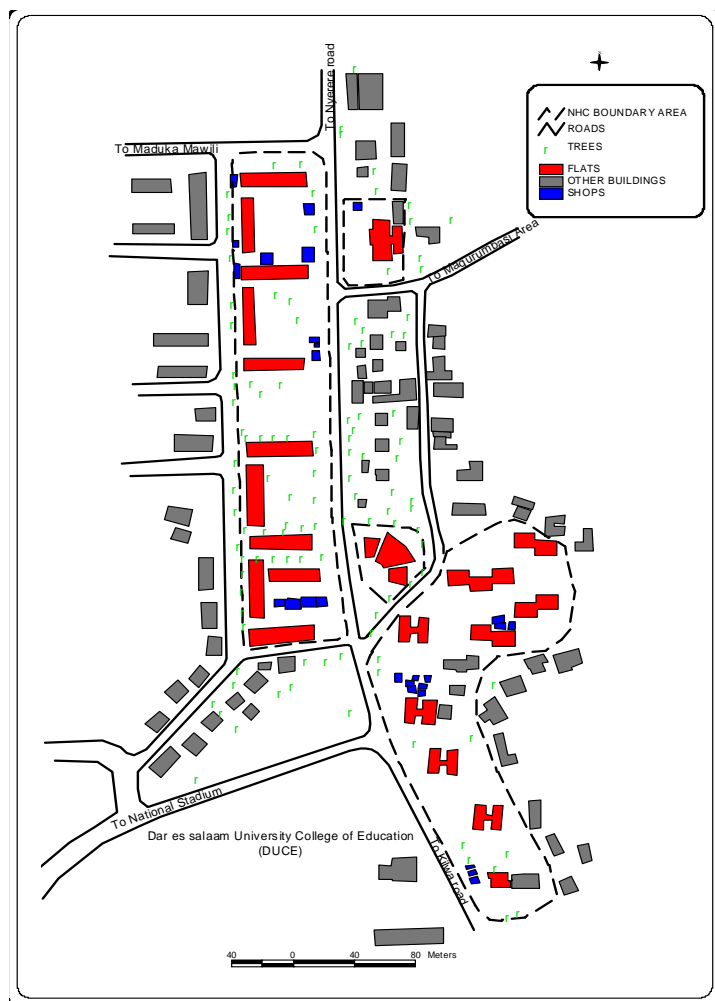 To Nyerere road
To Maduka Mawili
NHC BOUNDARY AREA
ROADS
r TREES
FLATS
OTHER BUILDINGS
SHOPS
To Magurumbasi Area
To National Stadium
Dar es salaam University College of Education
(DUCE)
To Kilwa road
40 0 40 80 Meters